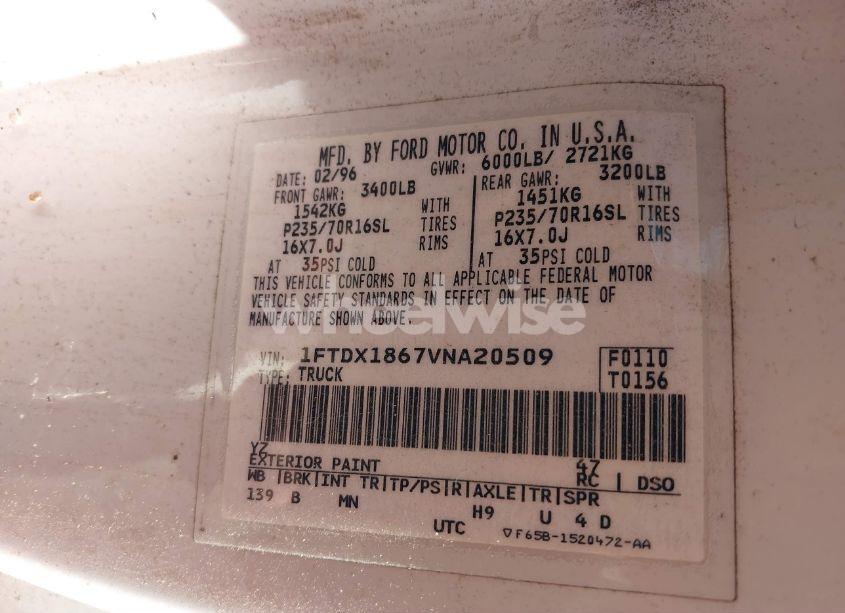 MFD. BY FORD MOTOR CO. IN U.S.A.
DATE: 02/96 GVWR: 6000LB/ 2721KG
FRONT GAWR: 3400LB REAR GAWR: 3200LB
1542KG WITH 1451KG WITH
P235/70R16SL TIRES P235/70R16SL TIRES
16X7.0J RIMS 16X7.0J RIMS
AT 35PSI COLD AT 35PSI COLD
THIS VEHICLE CONFORMS TO ALL APPLICABLE FEDERAL MOTOR
VEHICLE SAFETY STANDARDS IN EFFECT ON THE DATE OF
MANUFACTURE SHOWN ABOVE.
wheelwise
VIN: 1FTDX1867VNA20509 F0110
TYPE: TRUCK T0156
YZ
EXTERIOR PAINT 47
WB |BRK|INT TR|TP/PS|R|AXLE|TR|SPR RC | DSO
139 B MN H9 U 4 D
UTC ▽F65B-1520472-AA